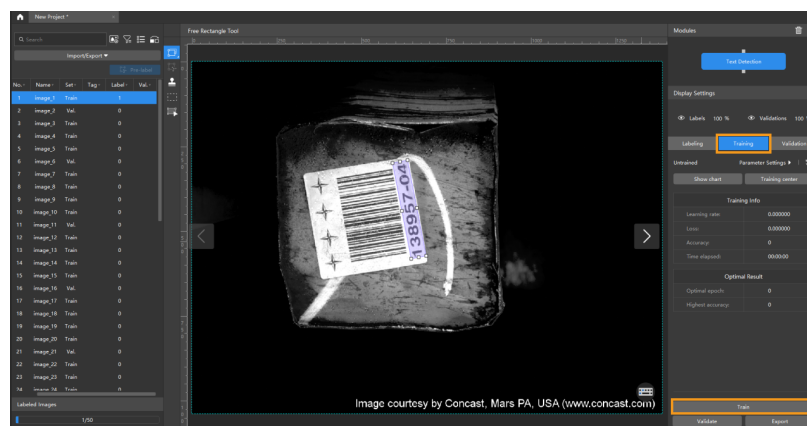 New Project *
Free Rectangle Tool
Modules
Search
Import/Export
Pre-label
Text Detection
Display Settings
Labels 100 %
Validations 100
Labeling
Training
Validation
Untrained
Parameter Settings
Show chart
Training center
Training Info
Learning rate: 0.000000
Loss: 0.000000
Accuracy: 0
Time elapsed: 00:00:00
Optimal Result
Optimal epoch: 0
Highest accuracy: 0
Train
Validate
Export
No. Name Set Tag Label Val.
1 image_1 Train 1
2 image_2 Val. 0
3 image_3 Train 0
4 image_4 Train 0
5 image_5 Train 0
6 image_6 Val. 0
7 image_7 Train 0
8 image_8 Train 0
9 image_9 Train 0
10 image_10 Train 0
11 image_11 Val. 0
12 image_12 Train 0
13 image_13 Train 0
14 image_14 Train 0
15 image_15 Train 0
16 image_16 Val. 0
17 image_17 Train 0
18 image_18 Train 0
19 image_19 Train 0
20 image_20 Train 0
21 image_21 Val. 0
22 image_22 Train 0
23 image_23 Train 0
24 image_24 Train 0
Labeled Images
1/50
138957-04
Image courtesy by Concast, Mars PA, USA (www.concast.com)